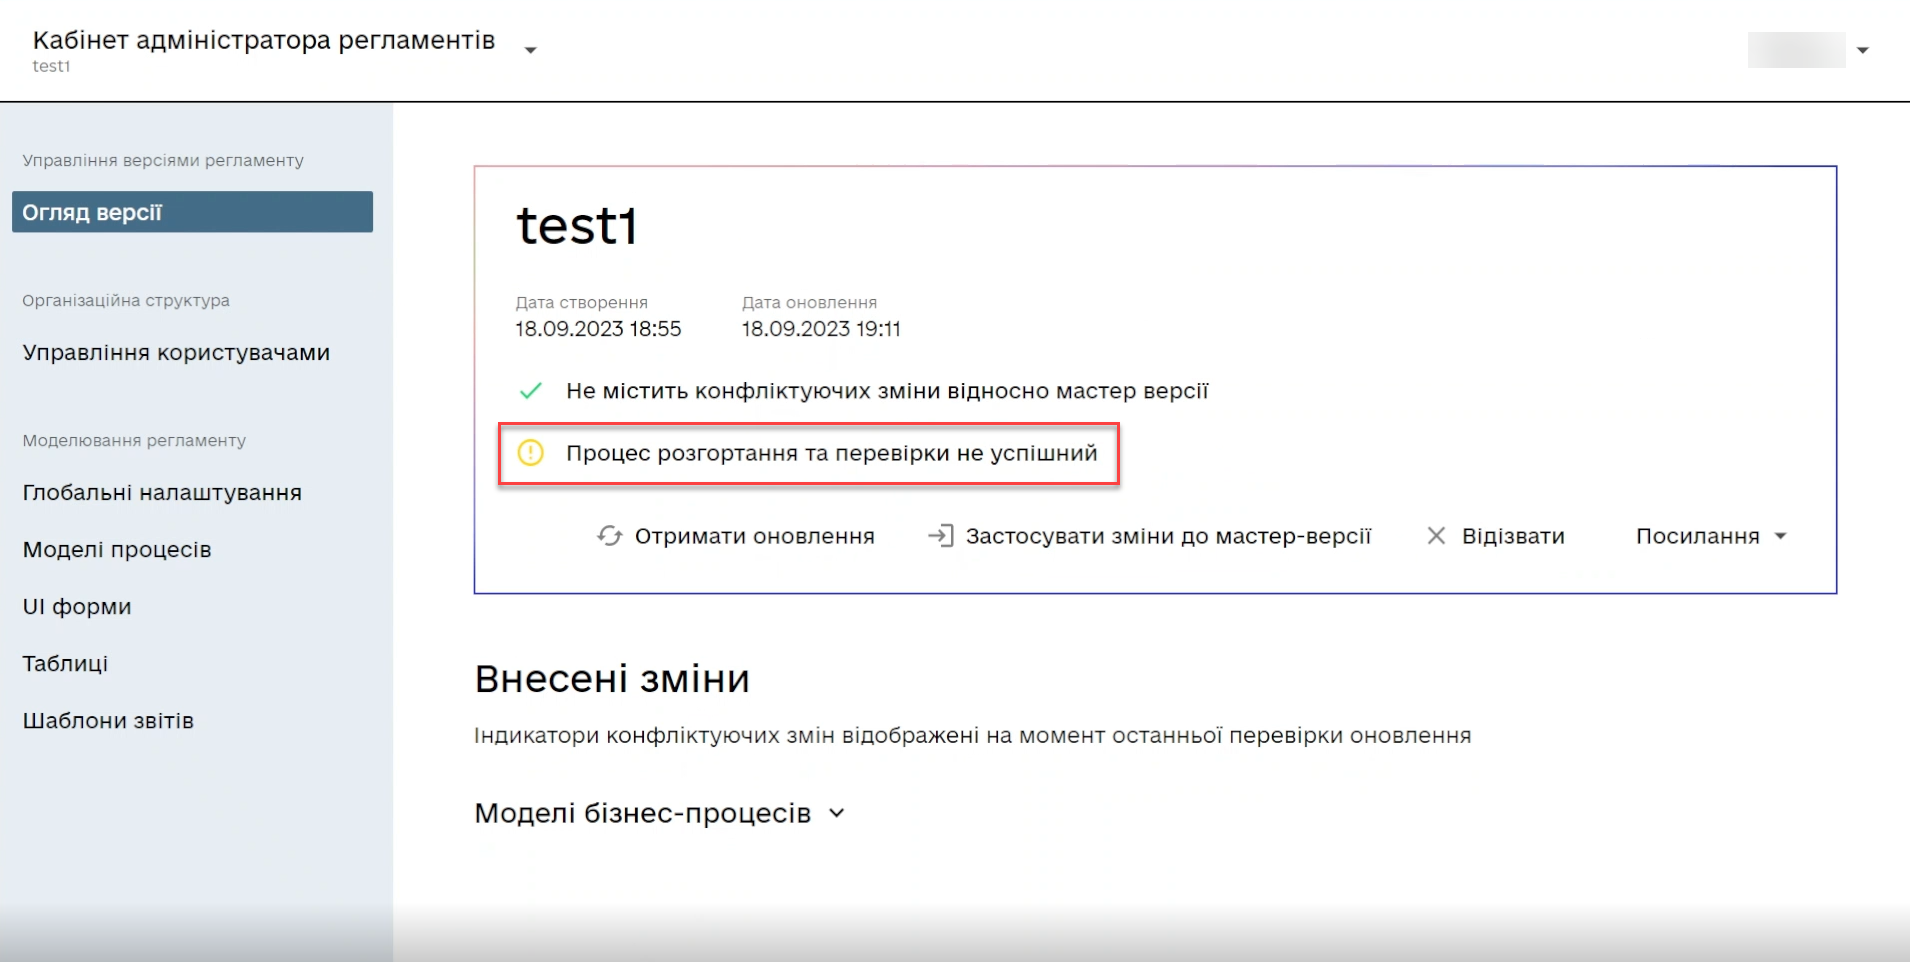 Кабінет адміністратора регламентів
test1
Управління версіями регламенту
Огляд версії
Організаційна структура
Управління користувачами
Моделювання регламенту
Глобальні налаштування
Моделі процесів
UI форми
Таблиці
Шаблони звітів
test1
Дата створення Дата оновлення
18.09.2023 18:55 18.09.2023 19:11
Не містить конфліктуючих зміни відносно мастер версії
Процес розгортання та перевірки не успішний
Отримати оновлення Застосувати зміни до мастер-версії Відізвати Посилання
Внесені зміни
Індикатори конфліктуючих змін відображені на момент останньої перевірки оновлення
Моделі бізнес-процесів